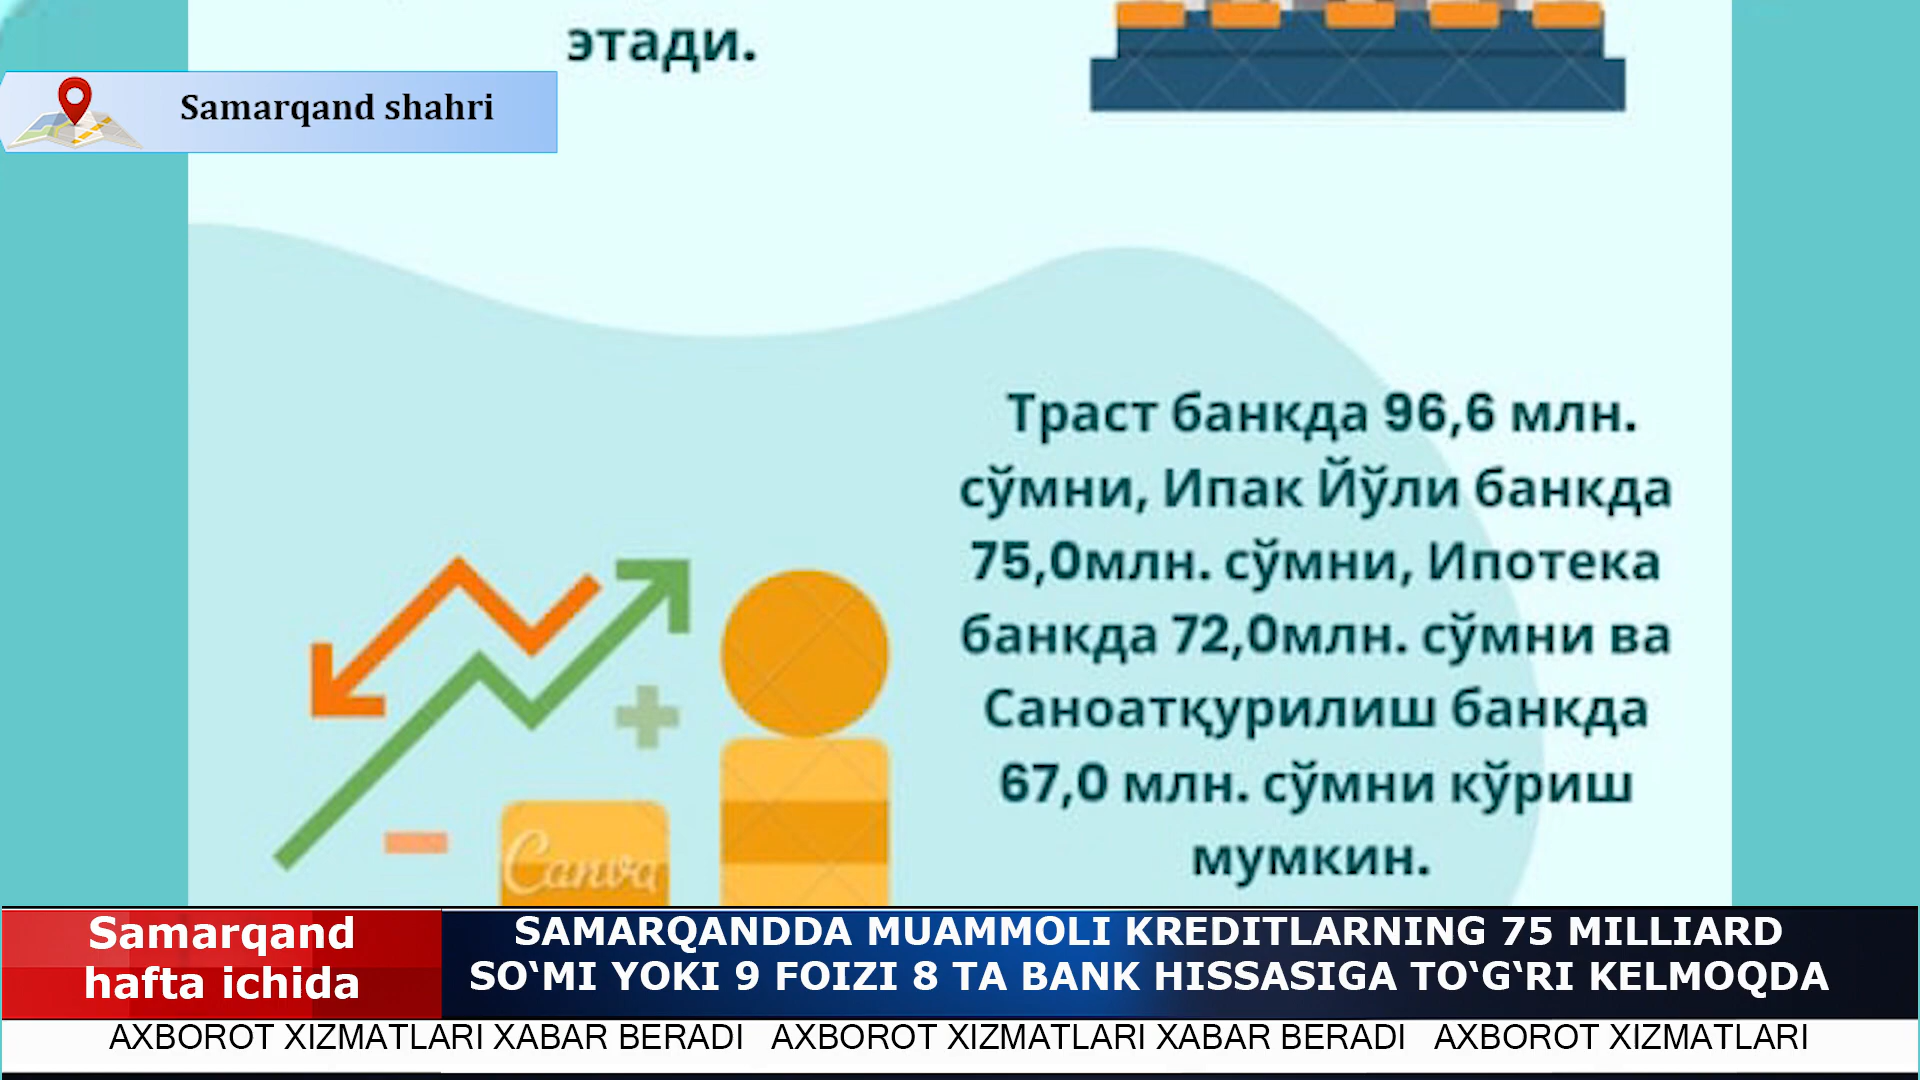 этади.
Samarqand shahri
Траст банкда 96,6 млн.
сўмни, Ипак Йўли банкда
75,0млн. сўмни, Ипотека
банкда 72,0млн. сўмни ва
Саноатқурилиш банкда
67,0 млн. сўмни кўриш
мумкин.
Canva
Samarqand
hafta ichida
SAMARQANDDA MUAMMOLI KREDITLARNING 75 MILLIARD
SO‘MI YOKI 9 FOIZI 8 TA BANK HISSASIGA TO‘G‘RI KELMOQDA
AXBOROT XIZMATLARI XABAR BERADI AXBOROT XIZMATLARI XABAR BERADI AXBOROT XIZMATLARI